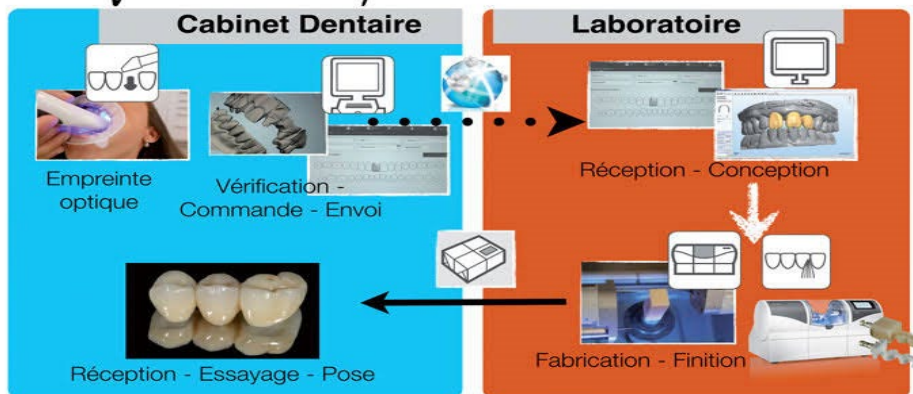 Cabinet Dentaire
Laboratoire
Empreinte
optique
Vérification -
Commande - Envoi
Réception - Conception
Réception - Essayage - Pose
Fabrication - Finition